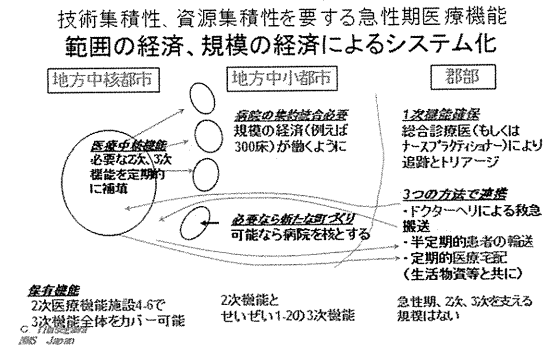 技術集積性、資源集積性を要する急性期医療機能
範囲の経済、規模の経済によるシステム化
地方中核都市
地方中小都市
郡部
医療中核機能
必要な2次、3次
機能を定期的
に補填
病院の集約統合必要
規模の経済(例えば
300床)が働くように
必要なら新たな町づくり
可能なら病院を核とする
1次機能確保
総合診療医(もしくは
ナースプラクティショナー)により
追跡とトリアージ
3つの方法で連携
・ドクターヘリによる救急
搬送
・半定期的患者の輸送
・定期的医療宅配
(生活物資等と共に)
保有機能
2次医療機能施設4-6で
3次機能全体をカバー可能
2次機能と
せいぜい1-2の3次機能
急性期、2次、3次を支える
規模はない
Japan